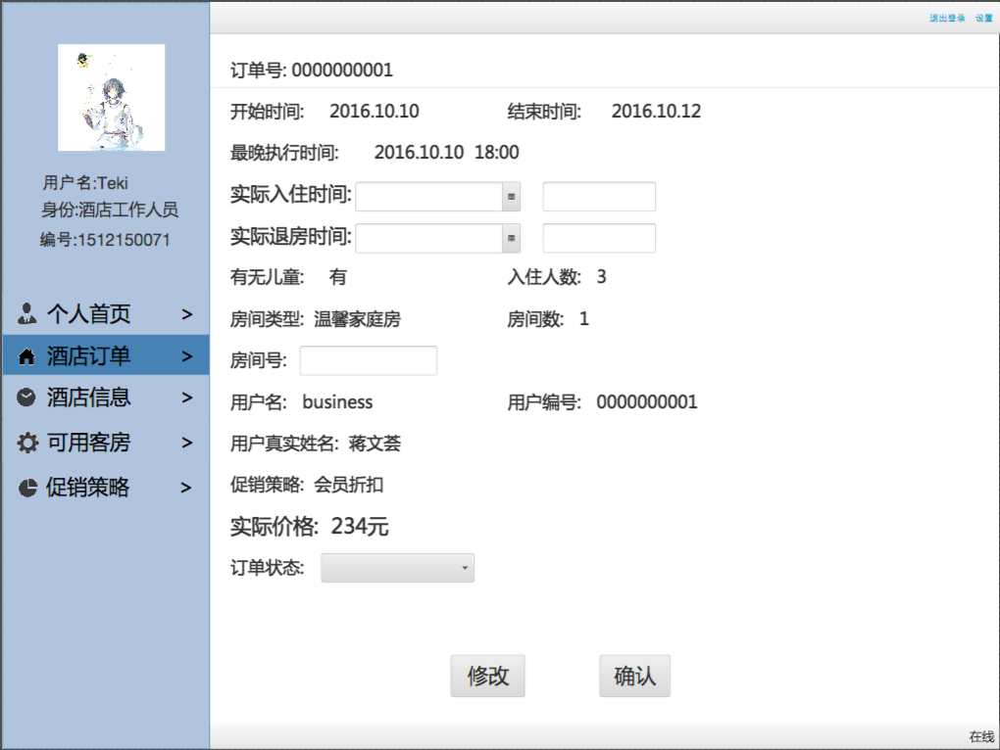 退出登录 设置
用户名:Teki
身份:酒店工作人员
编号:1512150071
个人首页 >
酒店订单 >
酒店信息 >
可用客房 >
促销策略 >
订单号: 0000000001
开始时间: 2016.10.10 结束时间: 2016.10.12
最晚执行时间: 2016.10.10 18:00
实际入住时间:
实际退房时间:
有无儿童: 有 入住人数: 3
房间类型: 温馨家庭房 房间数: 1
房间号:
用户名: business 用户编号: 0000000001
用户真实姓名: 蒋文荟
促销策略: 会员折扣
实际价格: 234元
订单状态:
修改 确认
在线